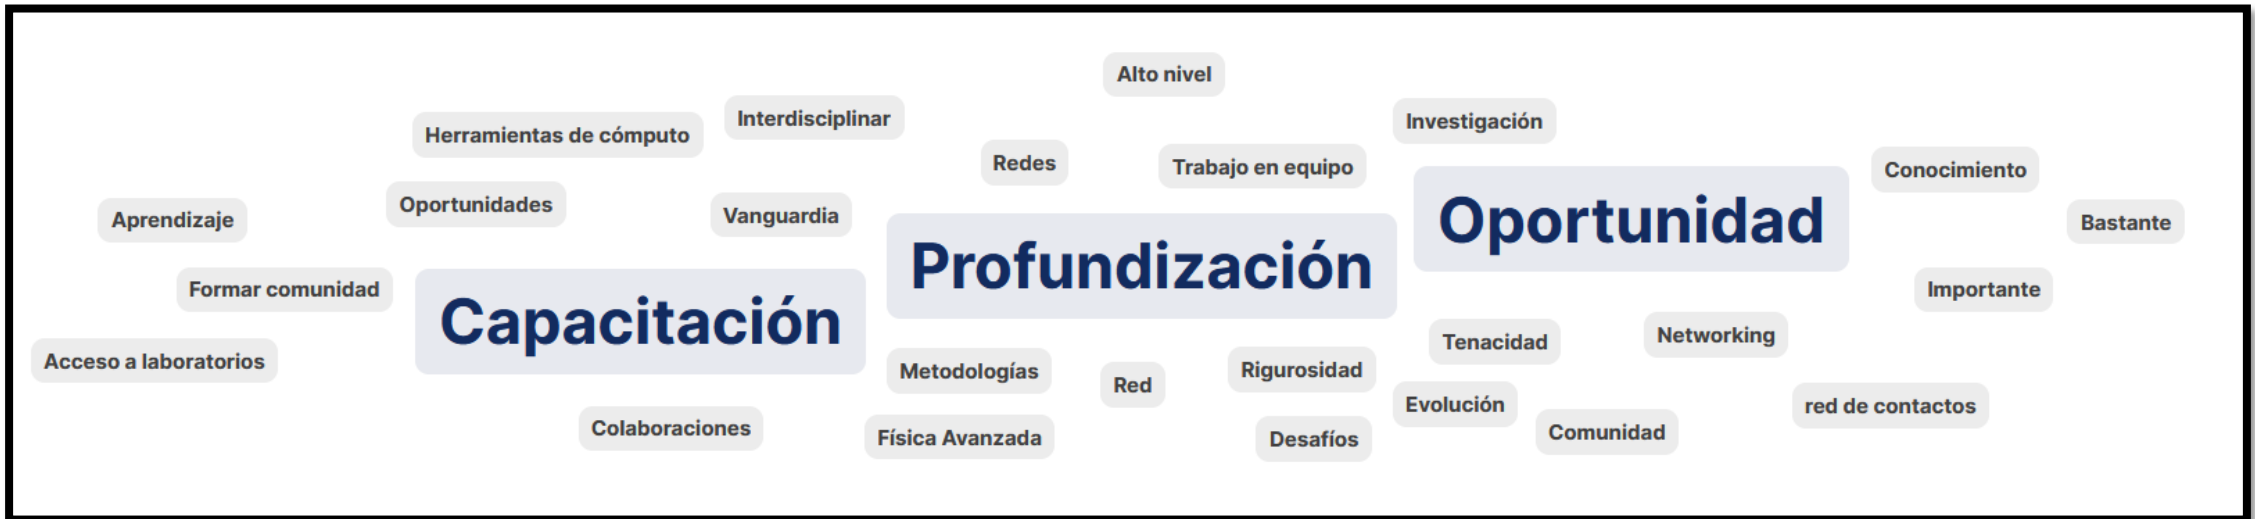 Alto nivel
Interdisciplinar
Investigación
Herramientas de cómputo
Redes
Trabajo en equipo
Conocimiento
Oportunidades
Vanguardia
Aprendizaje
Oportunidad
Bastante
Profundización
Formar comunidad
Importante
Capacitación
Networking
Tenacidad
Acceso a laboratorios
Metodologías
Rigurosidad
Red
Evolución
red de contactos
Colaboraciones
Comunidad
Física Avanzada
Desafíos